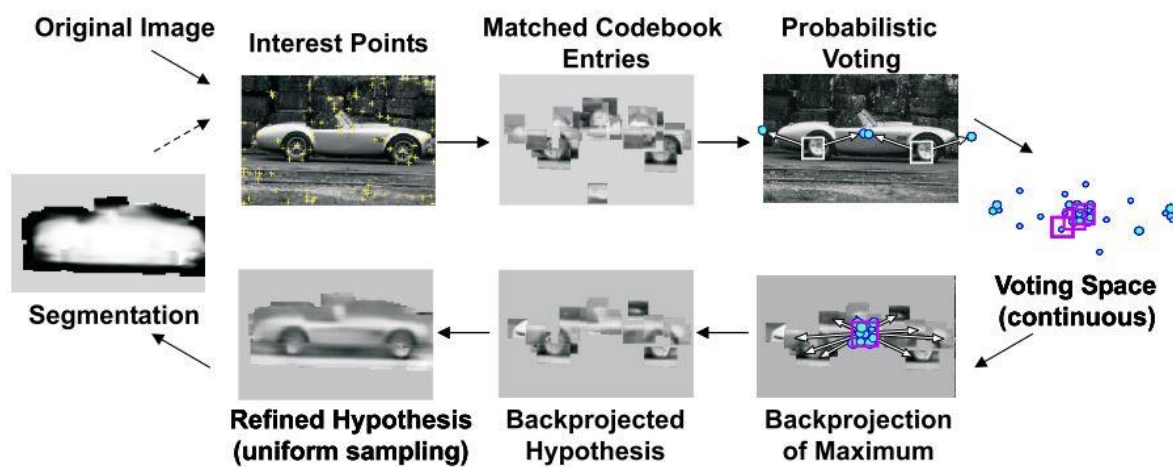 Original Image
Interest Points
Matched Codebook
Entries
Probabilistic
Voting
Segmentation
Voting Space
(continuous)
Refined Hypothesis
(uniform sampling)
Backprojected
Hypothesis
Backprojection
of Maximum